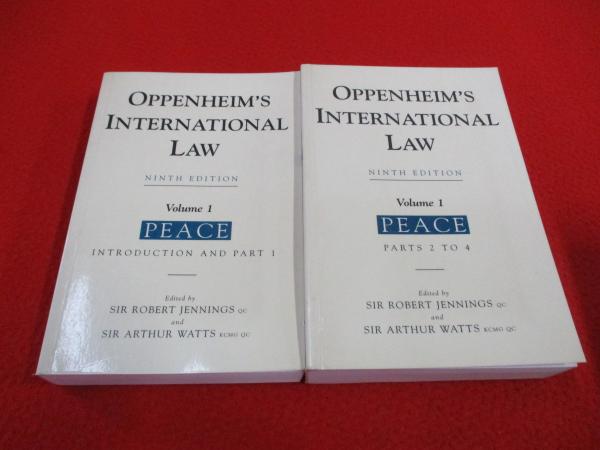 OPPENHEIM'S
INTERNATIONAL
LAW
NINTH EDITION
Volume 1
PEACE
INTRODUCTION AND PART 1
Edited by
SIR ROBERT JENNINGS QC
and
SIR ARTHUR WATTS KCMG QC
OPPENHEIM'S
INTERNATIONAL
LAW
NINTH EDITION
Volume 1
PEACE
PARTS 2 TO 4
Edited by
SIR ROBERT JENNINGS QC
and
SIR ARTHUR WATTS KCMG QC